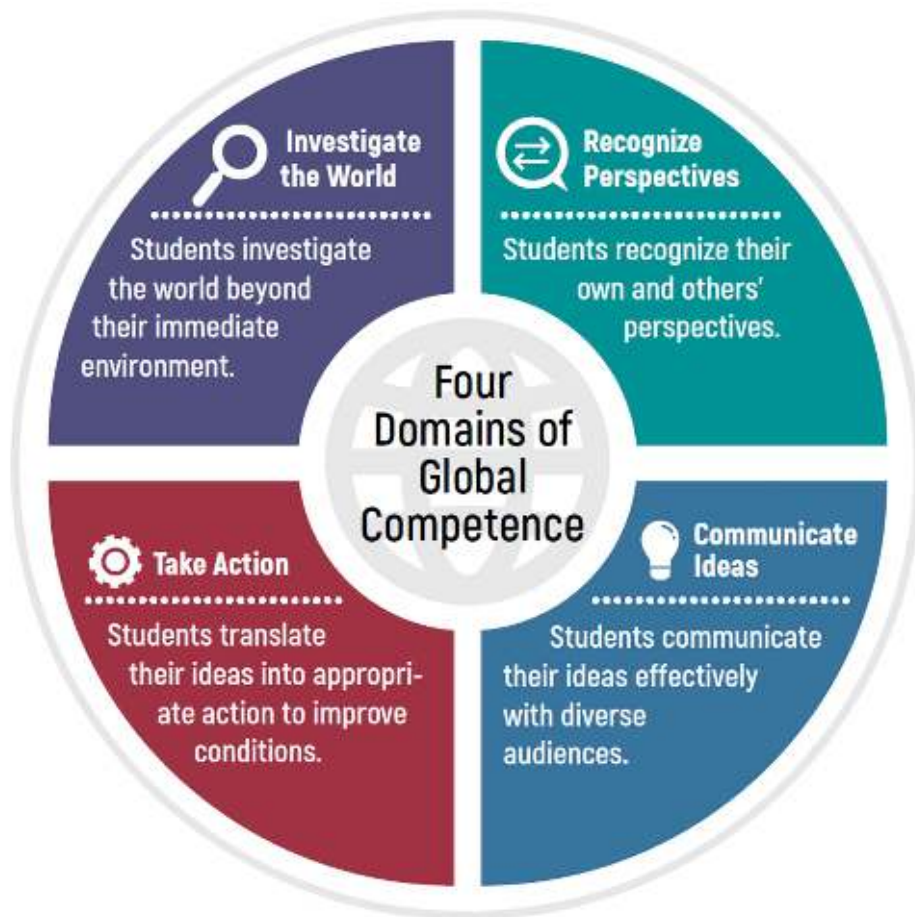 Investigate
the World
Students investigate
the world beyond
their immediate
environment.
Recognize
Perspectives
Students recognize their
own and others'
perspectives.
Four
Domains of
Global
Competence
Take Action
Students translate
their ideas into appropri-
ate action to improve
conditions.
Communicate
Ideas
Students communicate
their ideas effectively
with diverse
audiences.